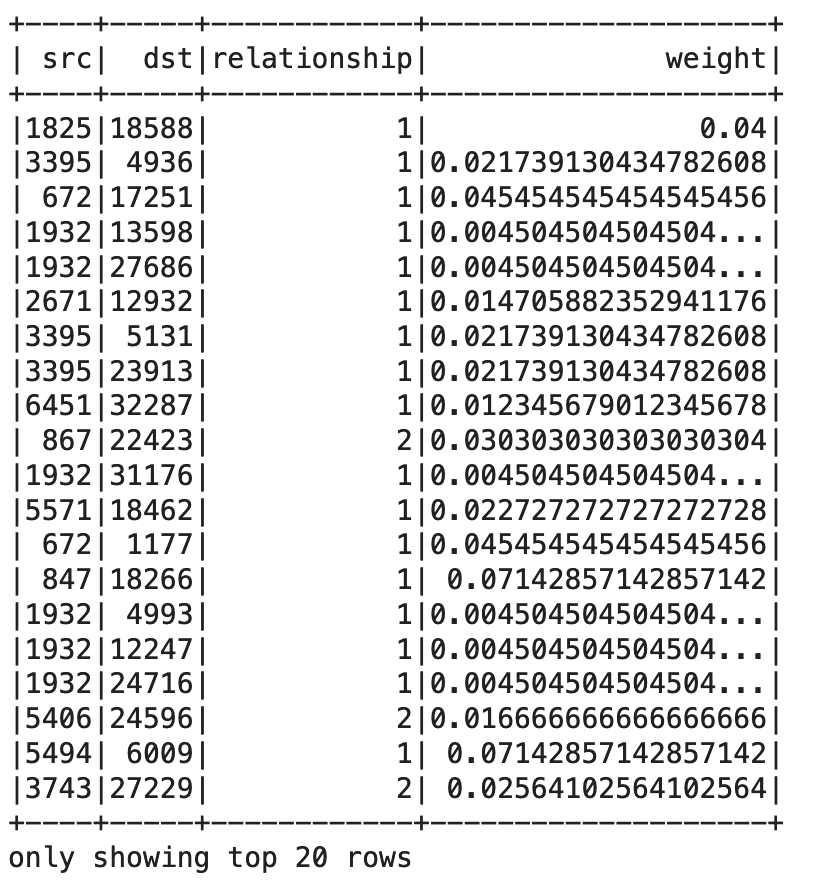 +----+-----+------------+--------------------+
| src|  dst|relationship|              weight|
+----+-----+------------+--------------------+
|1825|18588|           1|                0.04|
|3395| 4936|           1|0.021739130434782608|
| 672|17251|           1|0.045454545454545456|
|1932|13598|           1|0.004504504504504...|
|1932|27686|           1|0.004504504504504...|
|2671|12932|           1|0.014705882352941176|
|3395| 5131|           1|0.021739130434782608|
|3395|23913|           1|0.021739130434782608|
|6451|32287|           1|0.012345679012345678|
| 867|22423|           2|0.030303030303030304|
|1932|31176|           1|0.004504504504504...|
|5571|18462|           1|0.022727272727272728|
| 672| 1177|           1|0.045454545454545456|
| 847|18266|           1| 0.07142857142857142|
|1932| 4993|           1|0.004504504504504...|
|1932|12247|           1|0.004504504504504...|
|1932|24716|           1|0.004504504504504...|
|5406|24596|           2|0.016666666666666666|
|5494| 6009|           1| 0.07142857142857142|
|3743|27229|           2| 0.02564102564102564|
+----+-----+------------+--------------------+
only showing top 20 rows